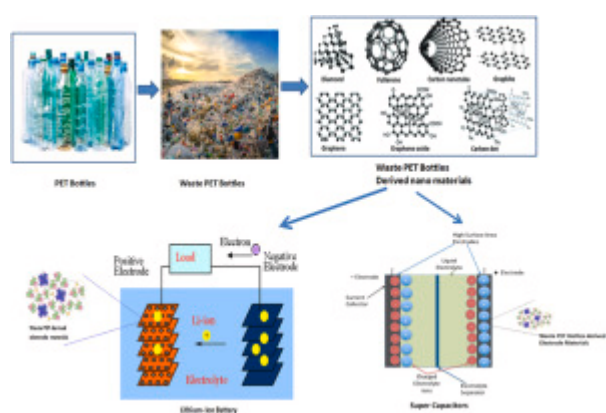 Diamond
Fullerene
Carbon nanotube
Graphite
Graphene
Graphene oxide
Carbon dot
PET Bottles
Waste PET Bottles
Waste PET Bottles
Derived nano materials
Electron
Load
Positive
Electrode
Negative
Electrode
Li-ion
Electrolyte
Lithium-ion Battery
High Surface Area
Electrodes
Liquid
Electrolyte
- Electrode
Electrode
Current
Collector
Waste PET Bottles derived
Electrode Materials
Electrolyte
Ions
Separator
Super Capacitors